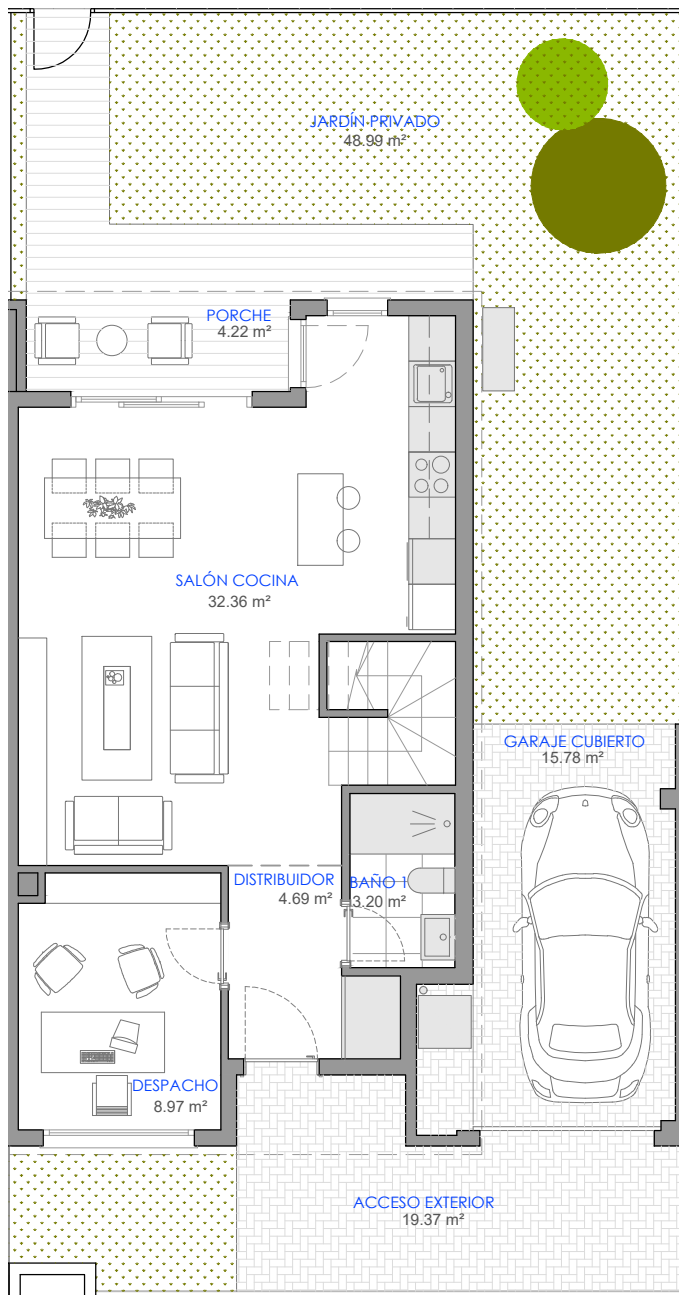 JARDÍN PRIVADO
48.99 m²
PORCHE
4.22 m²
SALÓN COCINA
32.36 m²
GARAJE CUBIERTO
15.78 m²
DISTRIBUIDOR
4.69 m²
BAÑO 1
3.20 m²
DESPACHO
8.97 m²
ACCESO EXTERIOR
19.37 m²